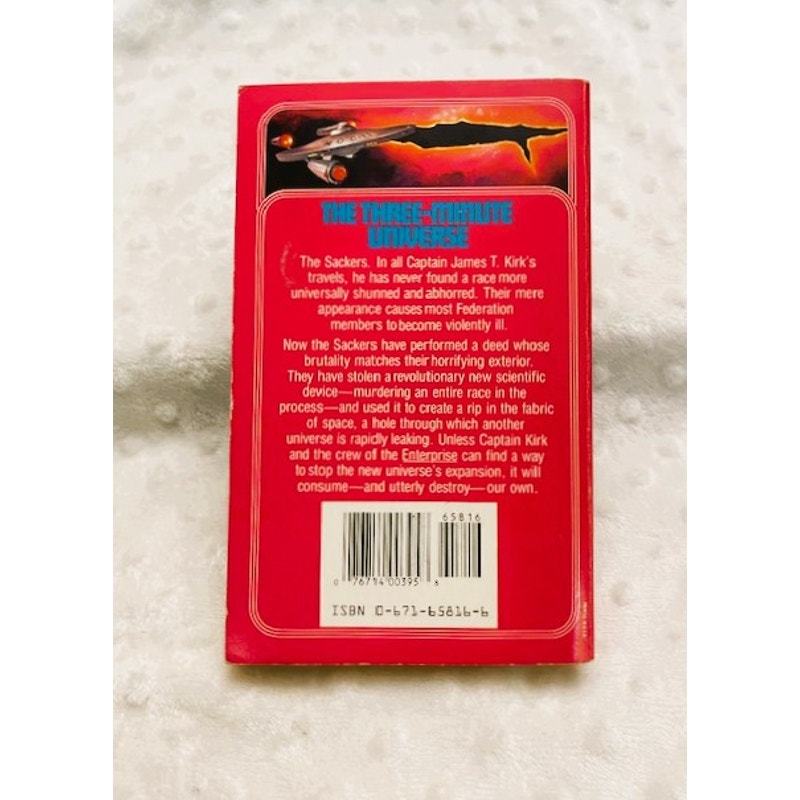 THE THREE-MINUTE
UNIVERSE
The Sackers. In all Captain James T. Kirk's
travels, he has never found a race more
universally shunned and abhorred. Their mere
appearance causes most Federation
members to become violently ill.
Now the Sackers have performed a deed whose
brutality matches their horrifying exterior.
They have stolen a revolutionary new scientific
device—murdering an entire race in the
process—and used it to create a rip in the fabric
of space, a hole through which another
universe is rapidly leaking. Unless Captain Kirk
and the crew of the Enterprise can find a way
to stop the new universe's expansion, it will
consume—and utterly destroy—our own.
65816
0 76714 00395 8
ISBN 0-671-65816-6